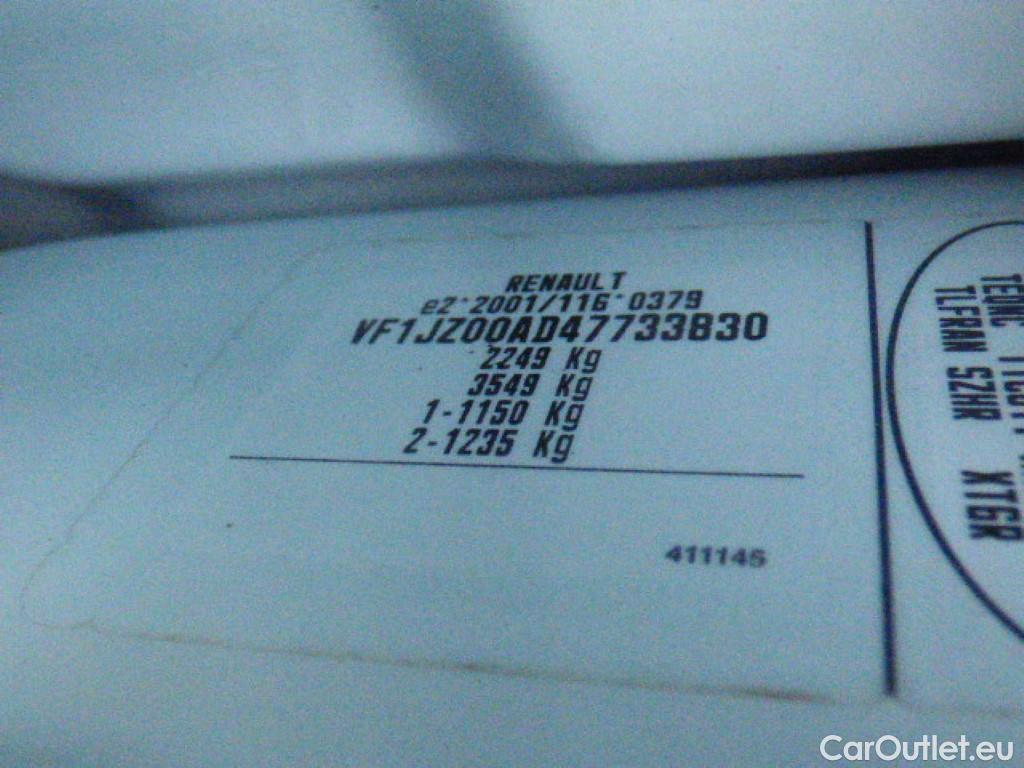 RENAULT
e2*2001/116*0379
VF1JZ00AD47733830
2249 Kg
3549 Kg
1-1150 Kg
2-1235 Kg
411145
TLFRAN SZHR XT6R
CarOutlet.eu